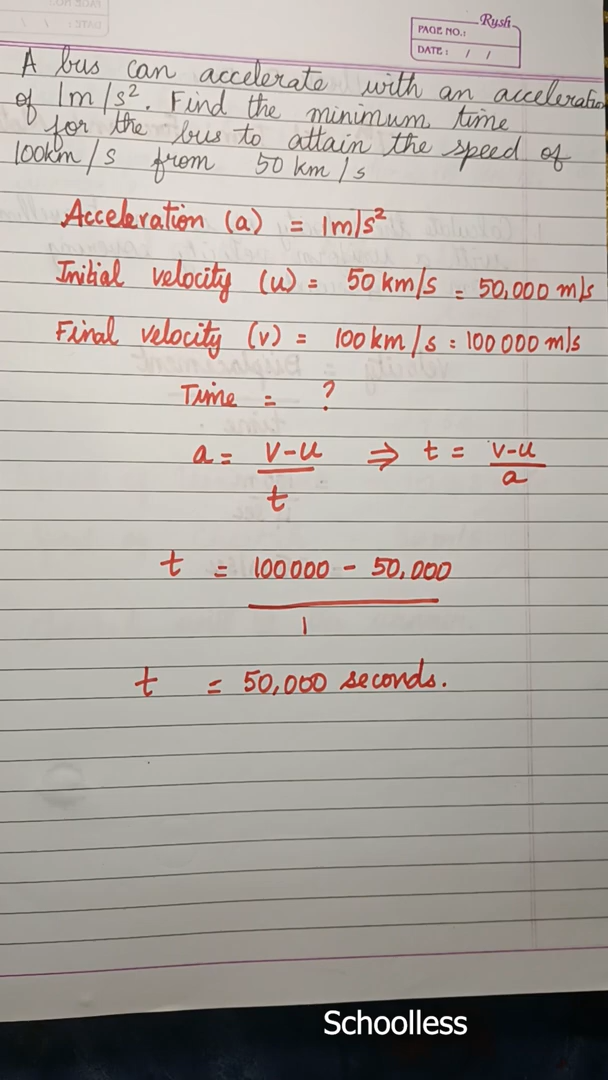 Rysh
PAGE NO.:
DATE: / /
A bus can accelerate with an acceleration
of 1m/s². Find the minimum time
for the bus to attain the speed of
100km/s from 50 km/s
Acceleration (a) = 1m/s²
Initial velocity (u) = 50 km/s = 50,000 m/s
Final velocity (v) = 100 km/s = 100000 m/s
Time = ?
a = v-u/t ⇒ t = v-u/a
t = 100000 - 50,000
1
t = 50,000 seconds.
Schoolless